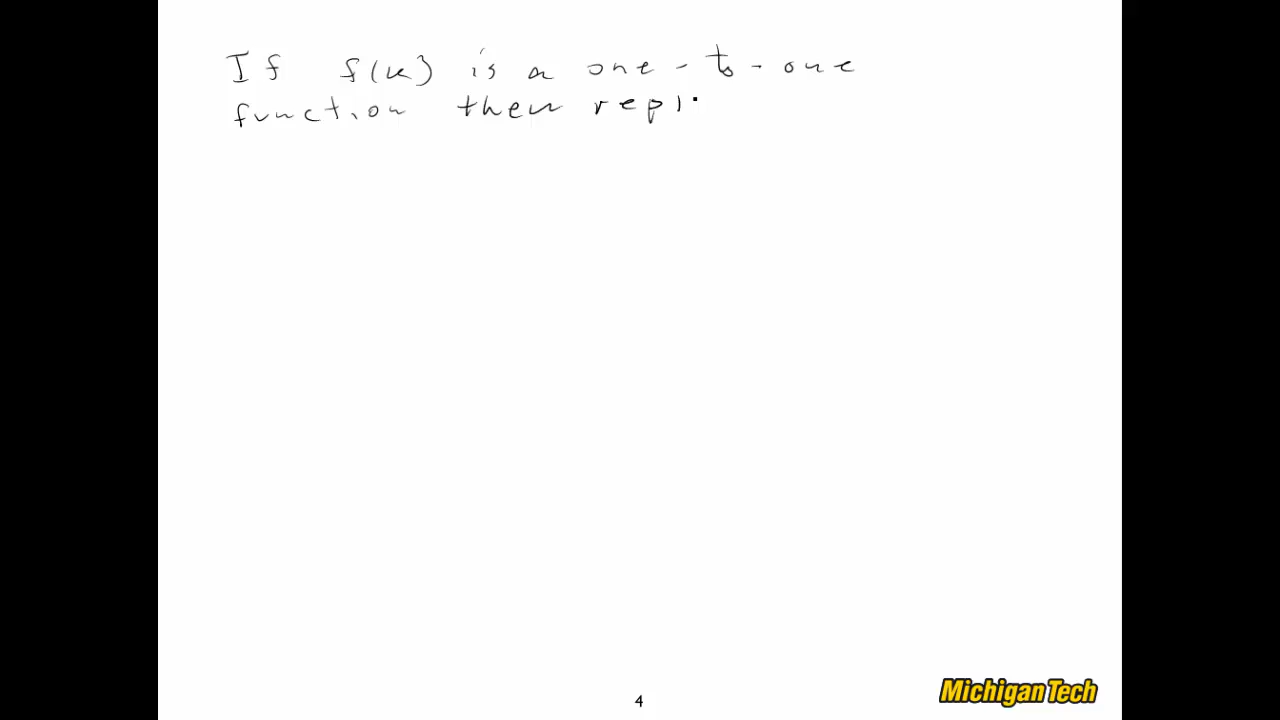 If f(x) is a one-to-one
function then repl
4
Michigan Tech